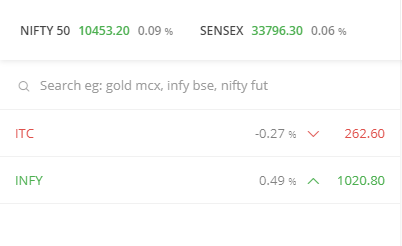 NIFTY 50 10453.20 0.09 % SENSEX 33796.30 0.06 %
Search eg: gold mcx, infy bse, nifty fut
ITC -0.27 % 262.60
INFY 0.49 % 1020.80